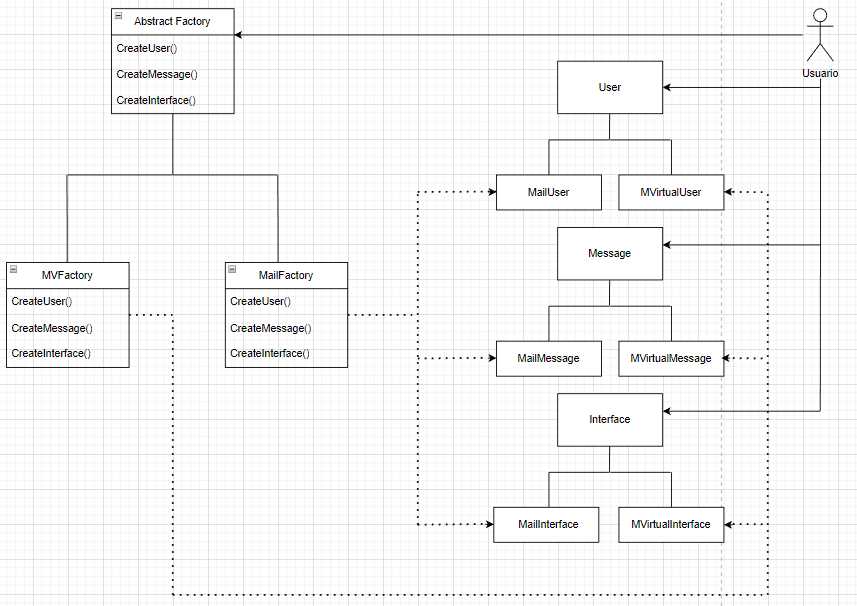 Abstract Factory
CreateUser()
CreateMessage()
CreateInterface()
Usuario
User
MailUser
MVirtualUser
Message
MVFactory
CreateUser()
CreateMessage()
CreateInterface()
MailFactory
CreateUser()
CreateMessage()
CreateInterface()
MailMessage
MVirtualMessage
Interface
MailInterface
MVirtualInterface